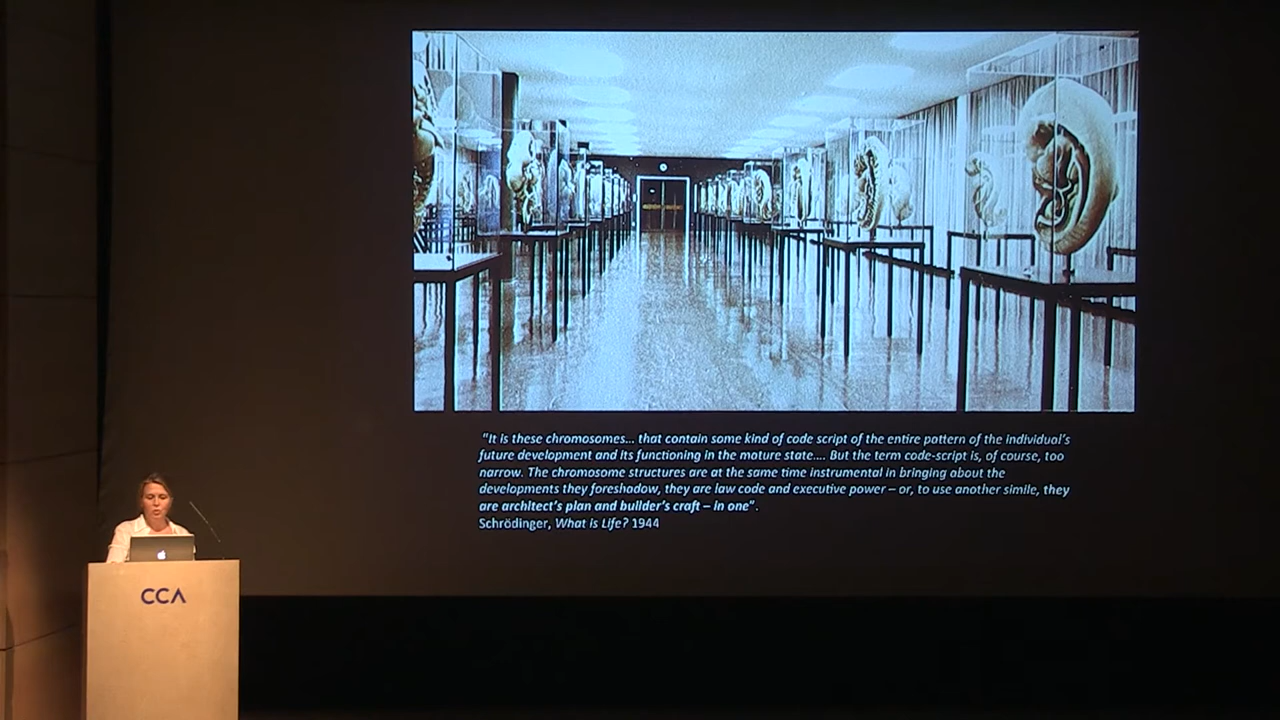 "It is these chromosomes... that contain some kind of code script of the entire pattern of the individual's
future development and its functioning in the mature state.... But the term code-script is, of course, too
narrow. The chromosome structures are at the same time instrumental in bringing about the
developments they foreshadow, they are law code and executive power – or, to use another simile, they
are architect's plan and builder's craft – in one".
Schrödinger, What is Life? 1944
CCA